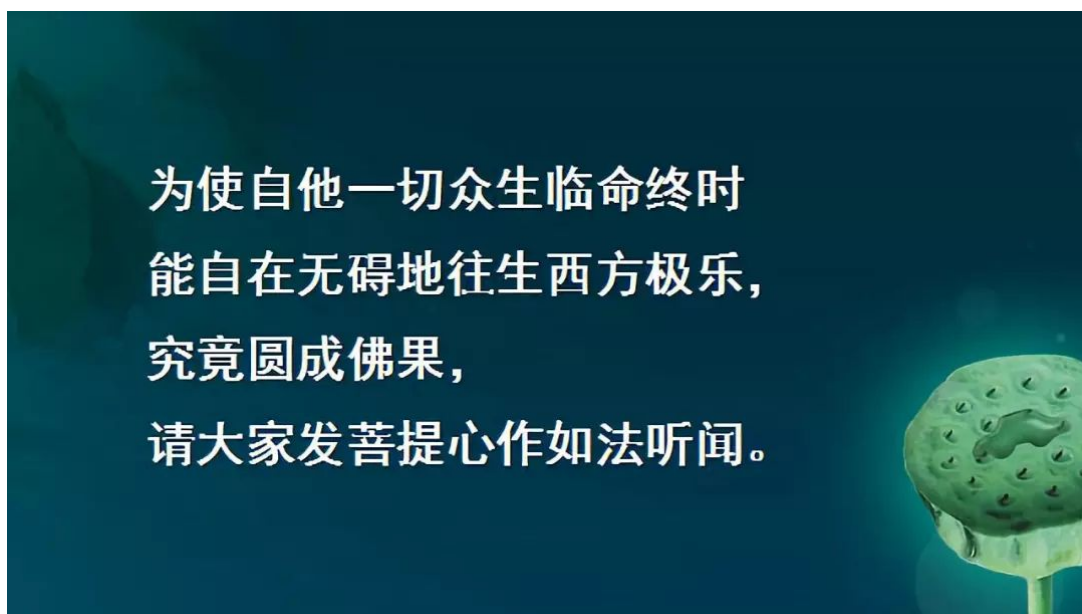 为使自他一切众生临命终时
能自在无碍地往生西方极乐，
究竟圆成佛果，
请大家发菩提心作如法听闻。